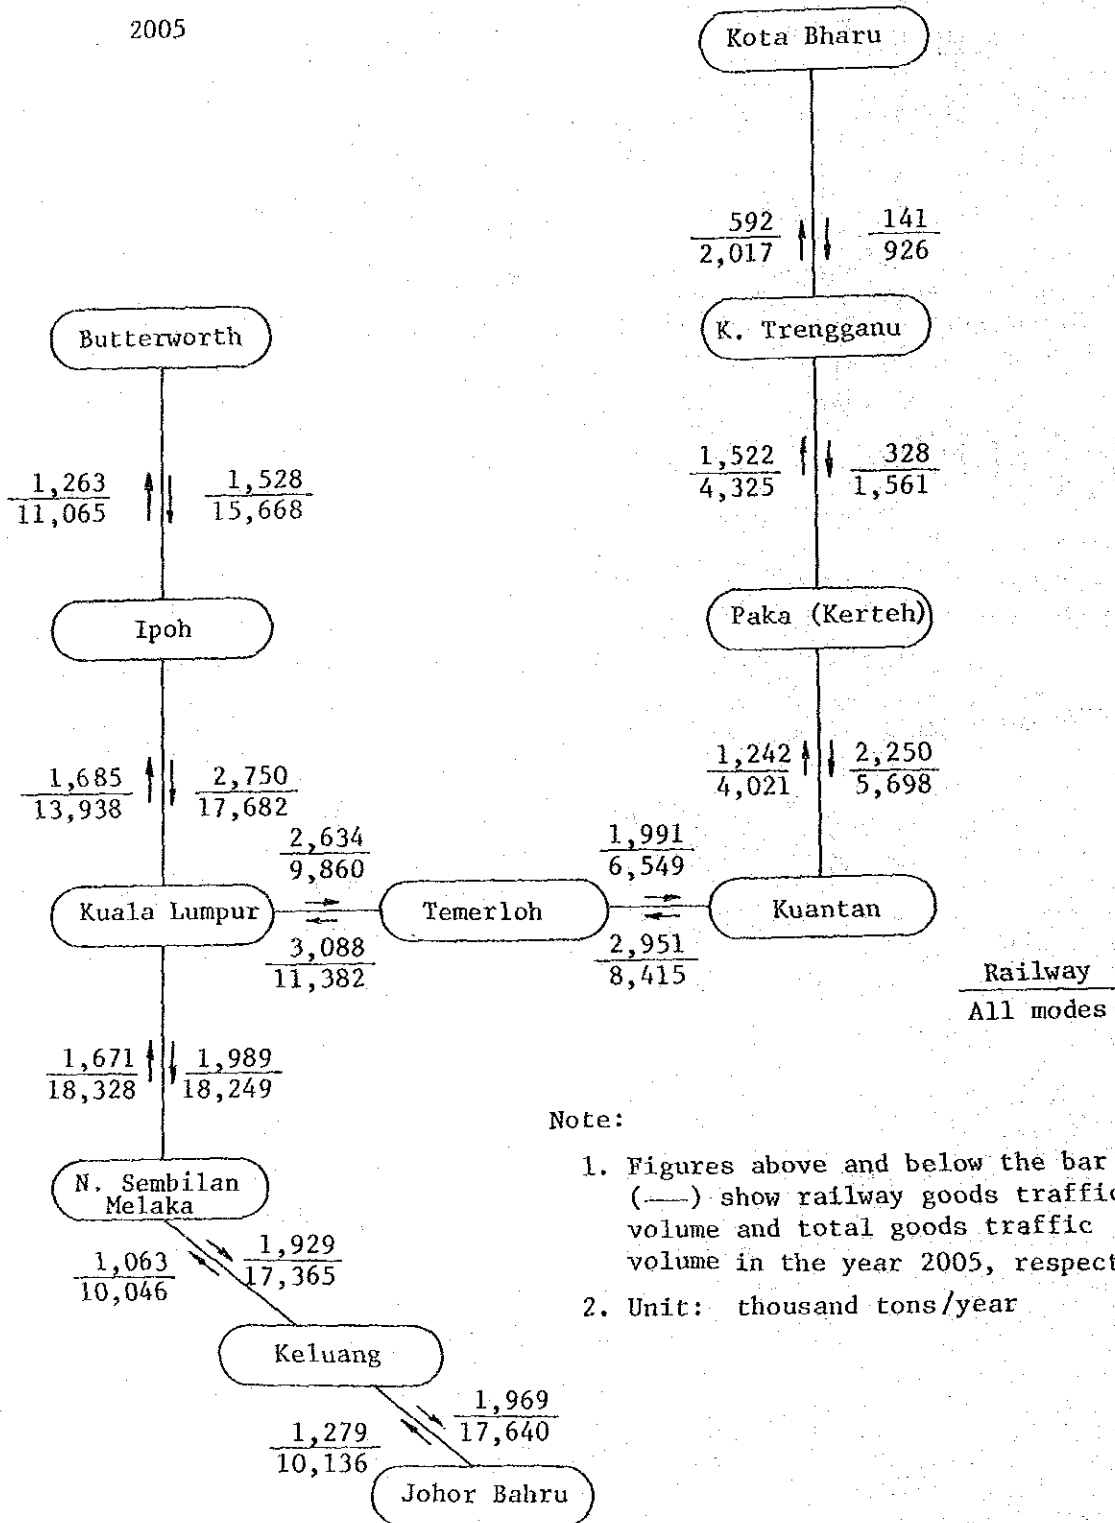 2005
Kota Bharu
592
2,017
141
926
K. Trengganu
Butterworth
1,522
4,325
328
1,561
1,263
11,065
1,528
15,668
Ipoh
Paka (Kerteh)
1,242
4,021
2,250
5,698
1,685
13,938
2,750
17,682
2,634
9,860
1,991
6,549
Kuala Lumpur
Temerloh
Kuantan
3,088
11,382
2,951
8,415
Railway
All modes
1,671
18,328
1,989
18,249
Note:
1. Figures above and below the bar
(——) show railway goods traffic
volume and total goods traffic
volume in the year 2005, respect
2. Unit: thousand tons/year
N. Sembilan
Melaka
1,063
10,046
1,929
17,365
Keluang
1,969
17,640
1,279
10,136
Johor Bahru